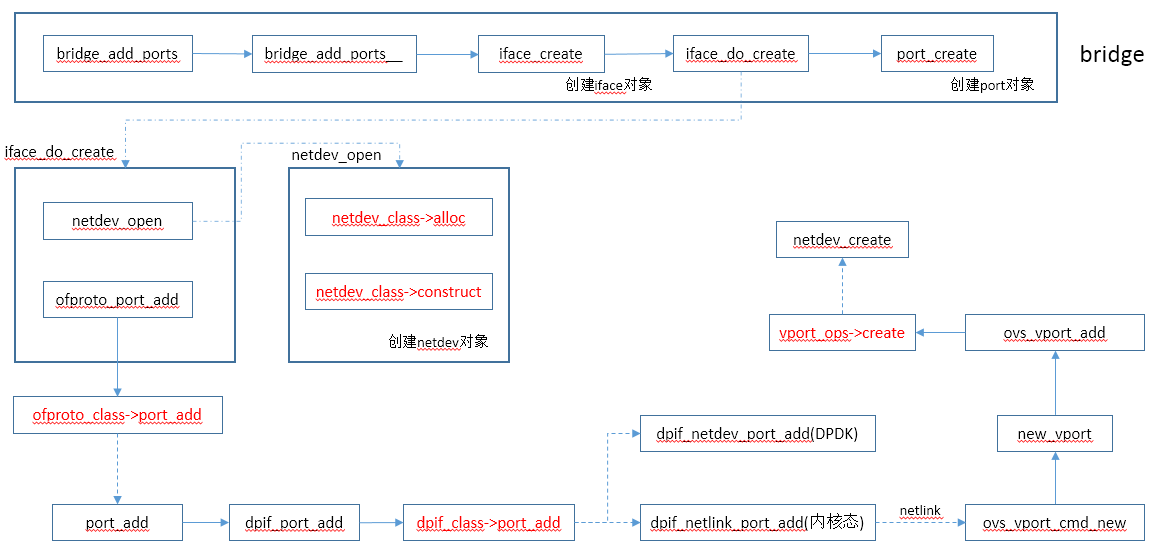 bridge_add_ports
bridge_add_ports__
iface_create
iface_do_create
port_create
bridge
创建iface对象
创建port对象
iface_do_create
netdev_open
netdev_open
netdev_class->alloc
ofproto_port_add
netdev_class->construct
创建netdev对象
netdev_create
vport_ops->create
ovs_vport_add
ofproto_class->port_add
dpif_netdev_port_add(DPDK)
new_vport
port_add
dpif_port_add
dpif_class->port_add
dpif_netlink_port_add(内核态)
netlink
ovs_vport_cmd_new